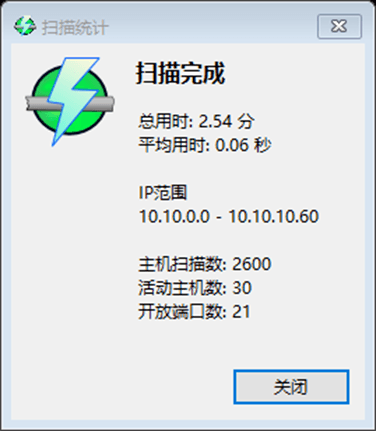 扫描统计
扫描完成
总用时: 2.54 分
平均用时: 0.06 秒
IP范围
10.10.0.0 - 10.10.10.60
主机扫描数: 2600
活动主机数: 30
开放端口数: 21
关闭